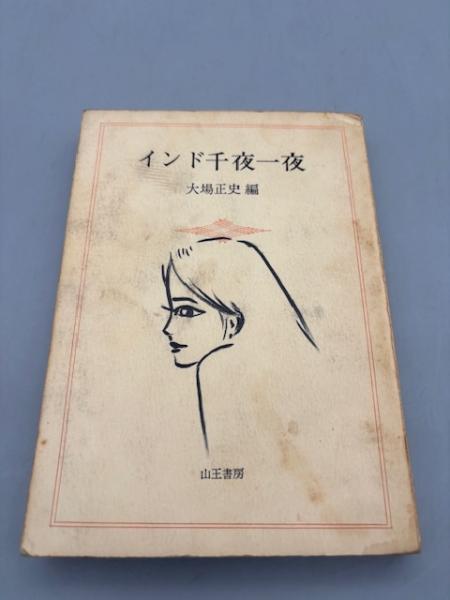 インド千夜一夜
大場正史 編
山王書房